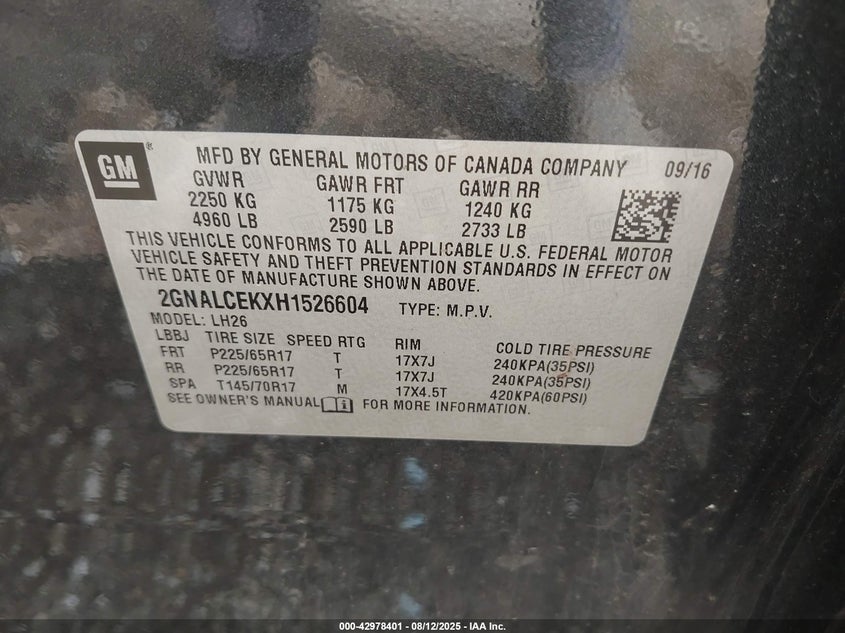 GM
MFD BY GENERAL MOTORS OF CANADA COMPANY 09/16
GVWR GAWR FRT GAWR RR
2250 KG 1175 KG 1240 KG
4960 LB 2590 LB 2733 LB
THIS VEHICLE CONFORMS TO ALL APPLICABLE U.S. FEDERAL MOTOR
VEHICLE SAFETY AND THEFT PREVENTION STANDARDS IN EFFECT ON
THE DATE OF MANUFACTURE SHOWN ABOVE.
2GNALCEKXH1526604 TYPE: M.P.V.
MODEL: LH26
LBBJ TIRE SIZE SPEED RTG RIM COLD TIRE PRESSURE
FRT P225/65R17 T 17X7J 240KPA(35PSI)
RR P225/65R17 T 17X7J 240KPA(35PSI)
SPA T145/70R17 M 17X4.5T 420KPA(60PSI)
SEE OWNER'S MANUAL FOR MORE INFORMATION.
000-42978401 - 08/12/2025 - IAA Inc.